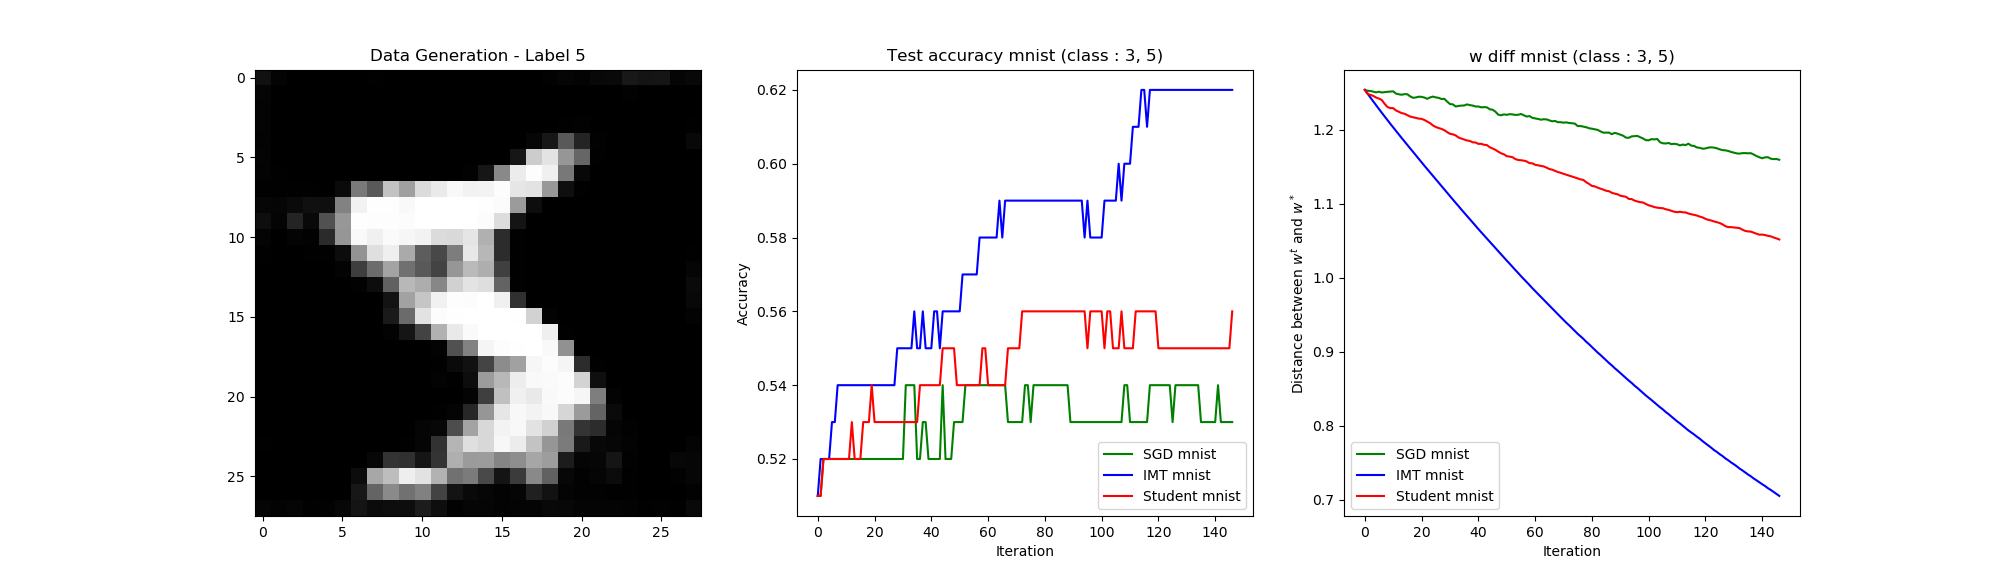 Data Generation - Label 5
0
5
10
15
20
25
0 5 10 15 20 25
Test accuracy mnist (class : 3, 5)
Accuracy
0.62
0.60
0.58
0.56
0.54
0.52
0 20 40 60 80 100 120 140
Iteration
SGD mnist
IMT mnist
Student mnist
w diff mnist (class : 3, 5)
Distance between w^t and w^*
1.2
1.1
1.0
0.9
0.8
0.7
0 20 40 60 80 100 120 140
Iteration
SGD mnist
IMT mnist
Student mnist